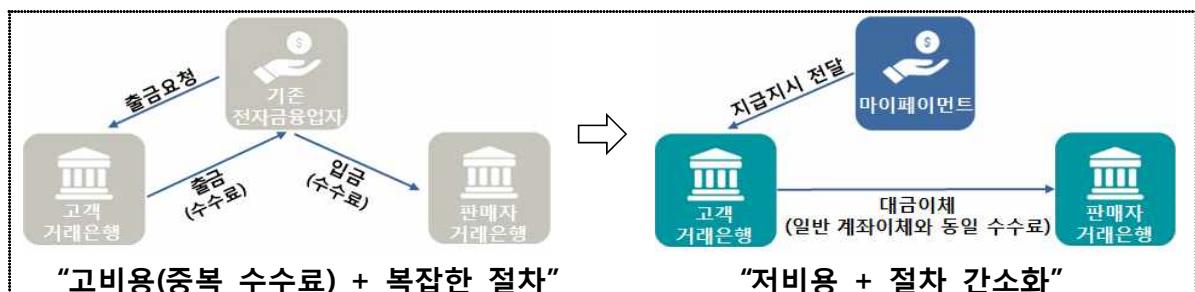 $
기존
전자금융업자
출금요청
고객
거래은행
출금
(수수료)
입금
(수수료)
판매자
거래은행
"고비용(중복 수수료) + 복잡한 절차"
$
마이페이먼트
지급지시 전달
고객
거래은행
대금이체
(일반 계좌이체와 동일 수수료)
판매자
거래은행
"저비용 + 절차 간소화"